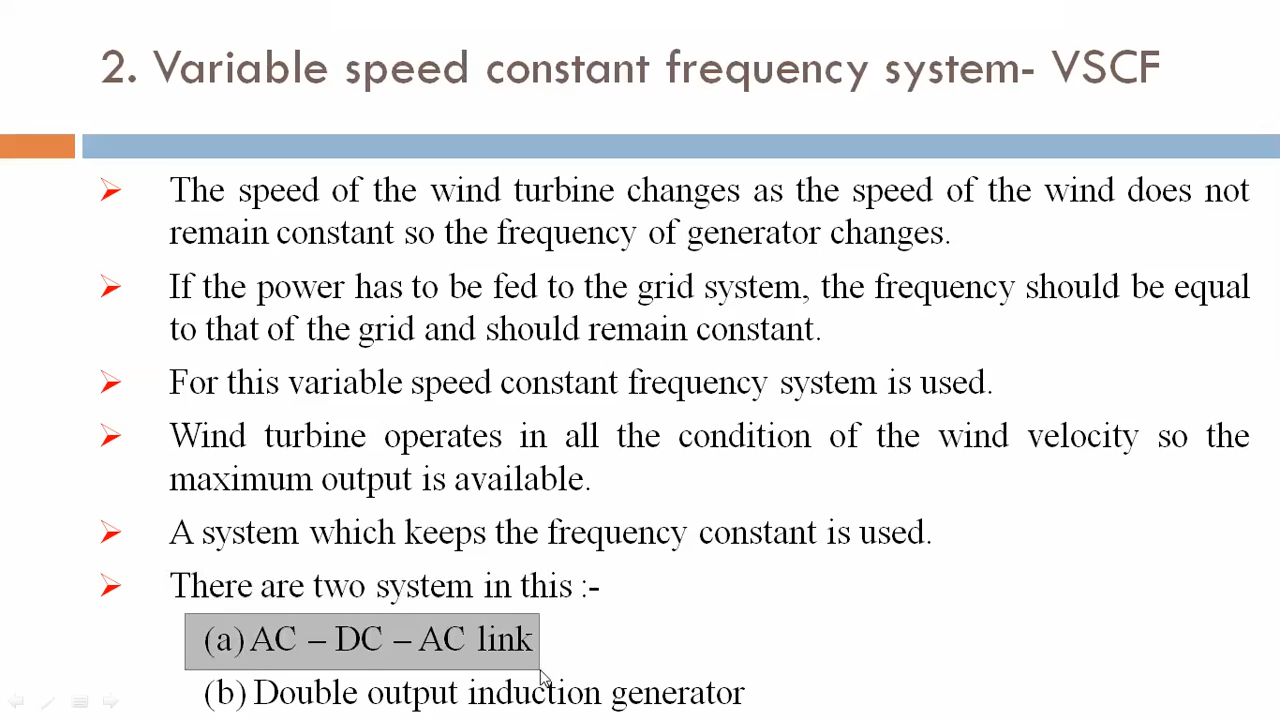 2. Variable speed constant frequency system- VSCF
The speed of the wind turbine changes as the speed of the wind does not
remain constant so the frequency of generator changes.
If the power has to be fed to the grid system, the frequency should be equal
to that of the grid and should remain constant.
For this variable speed constant frequency system is used.
Wind turbine operates in all the condition of the wind velocity so the
maximum output is available.
A system which keeps the frequency constant is used.
There are two system in this :-
(a) AC – DC – AC link
(b) Double output induction generator